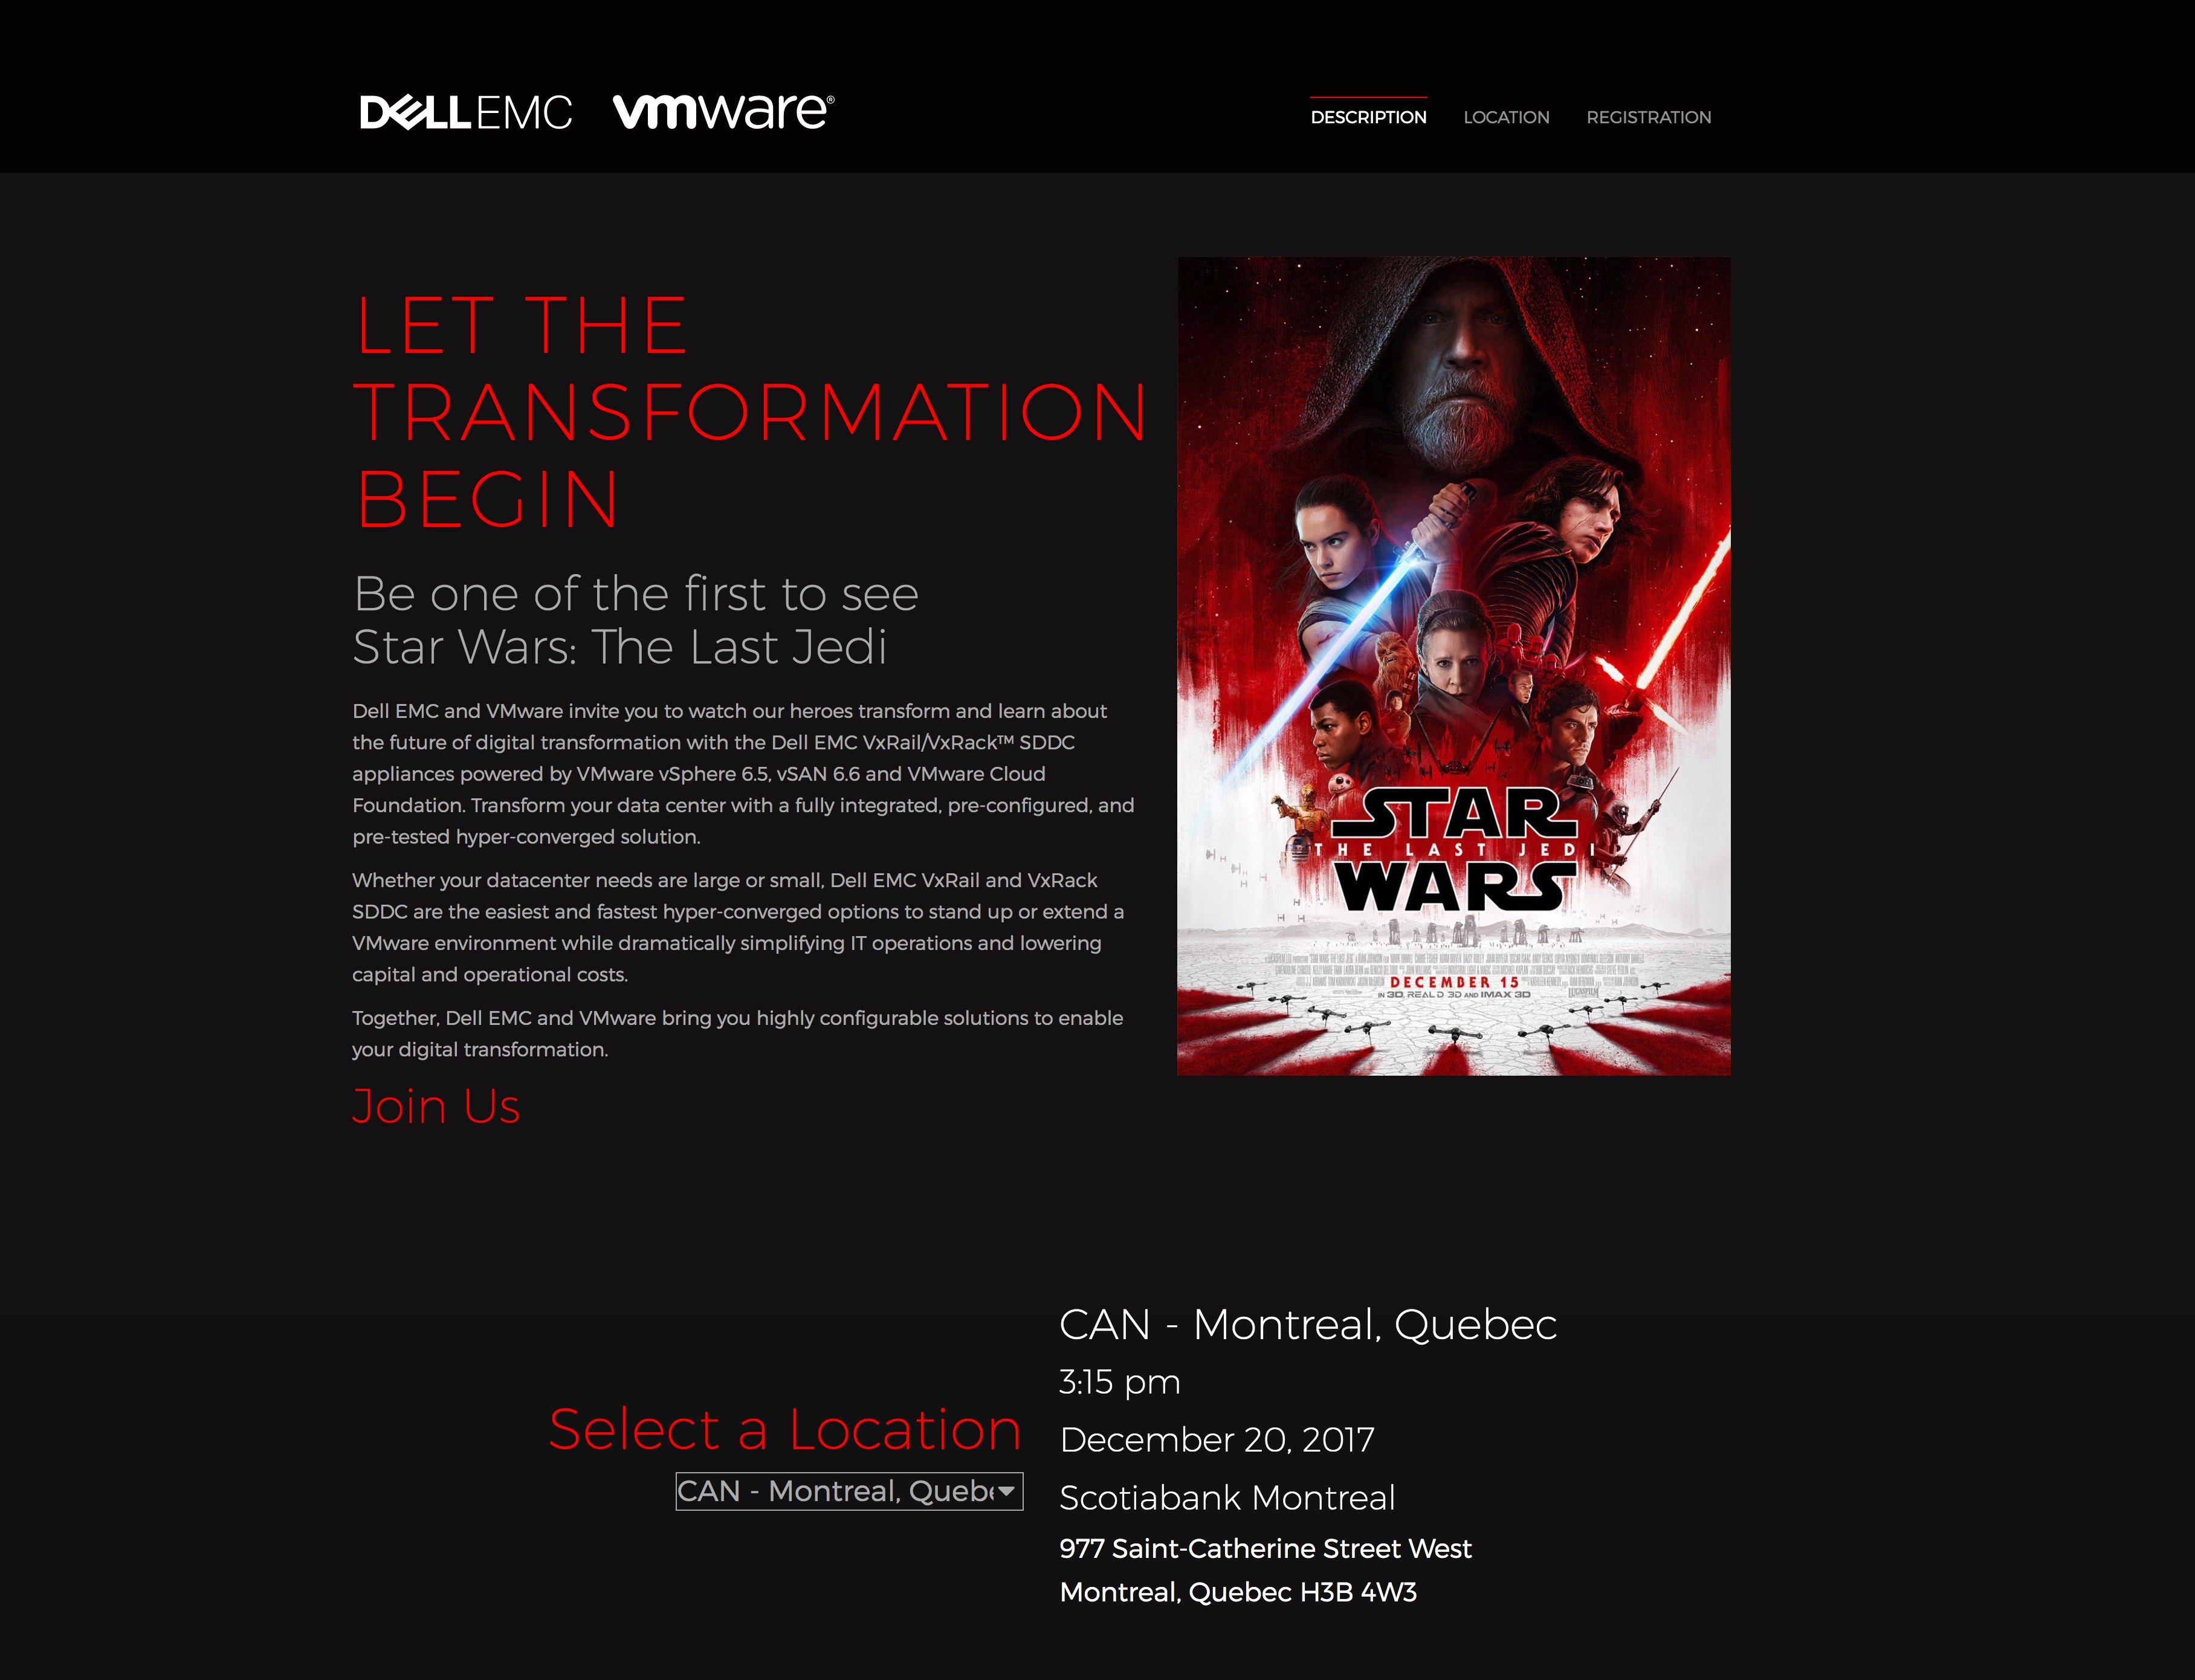 DELLEMC
vmware®
DESCRIPTION LOCATION REGISTRATION
LET THE
TRANSFORMATION
BEGIN
Be one of the first to see
Star Wars: The Last Jedi
Dell EMC and VMware invite you to watch our heroes transform and learn about
the future of digital transformation with the Dell EMC VxRail/VxRack™ SDDC
appliances powered by VMware vSphere 6.5, vSAN 6.6 and VMware Cloud
Foundation. Transform your data center with a fully integrated, pre-configured, and
pre-tested hyper-converged solution.
Whether your datacenter needs are large or small, Dell EMC VxRail and VxRack
SDDC are the easiest and fastest hyper-converged options to stand up or extend a
VMware environment while dramatically simplifying IT operations and lowering
capital and operational costs.
Together, Dell EMC and VMware bring you highly configurable solutions to enable
your digital transformation.
Join Us
STAR
THE LAST JEDI
WARS
DECEMBER 15
IN 3D, REAL D 3D AND IMAX 3D
Select a Location
CAN - Montreal, Queb
CAN - Montreal, Quebec
3:15 pm
December 20, 2017
Scotiabank Montreal
977 Saint-Catherine Street West
Montreal, Quebec H3B 4W3